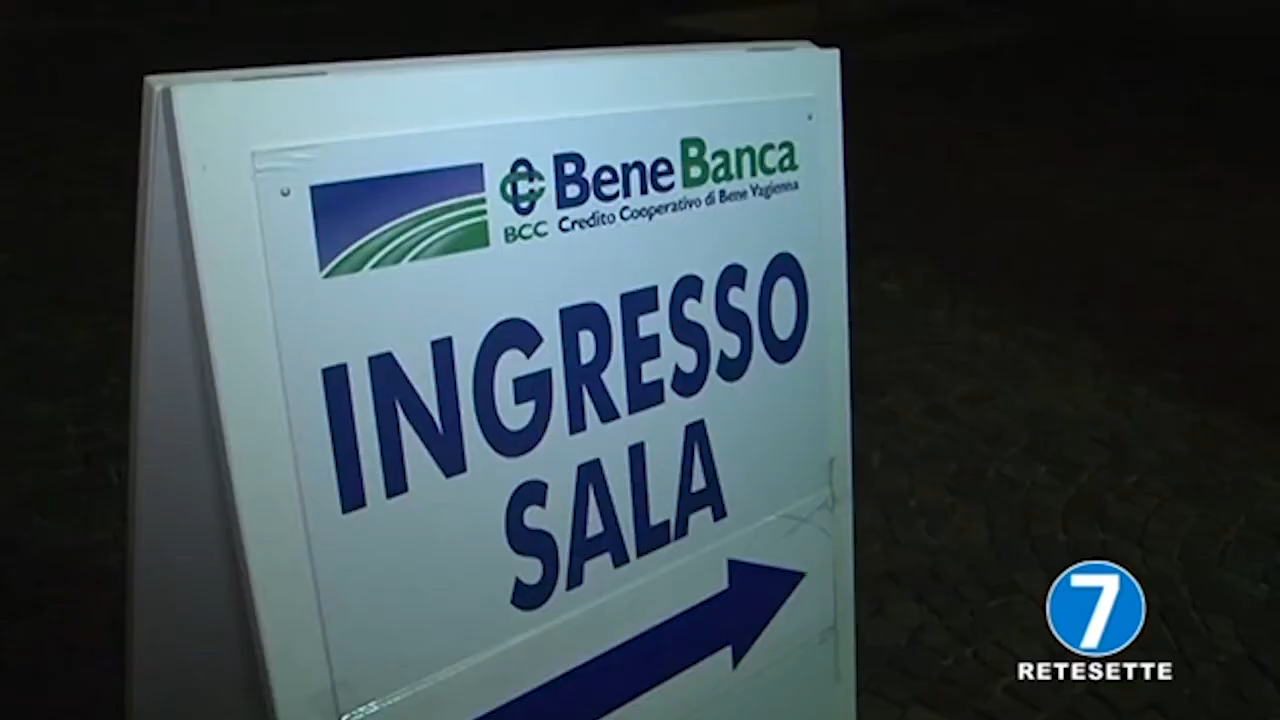 BeneBanca
BCC Credito Cooperativo di Bene Vagienna
INGRESSO
SALA
7
RETESETTE